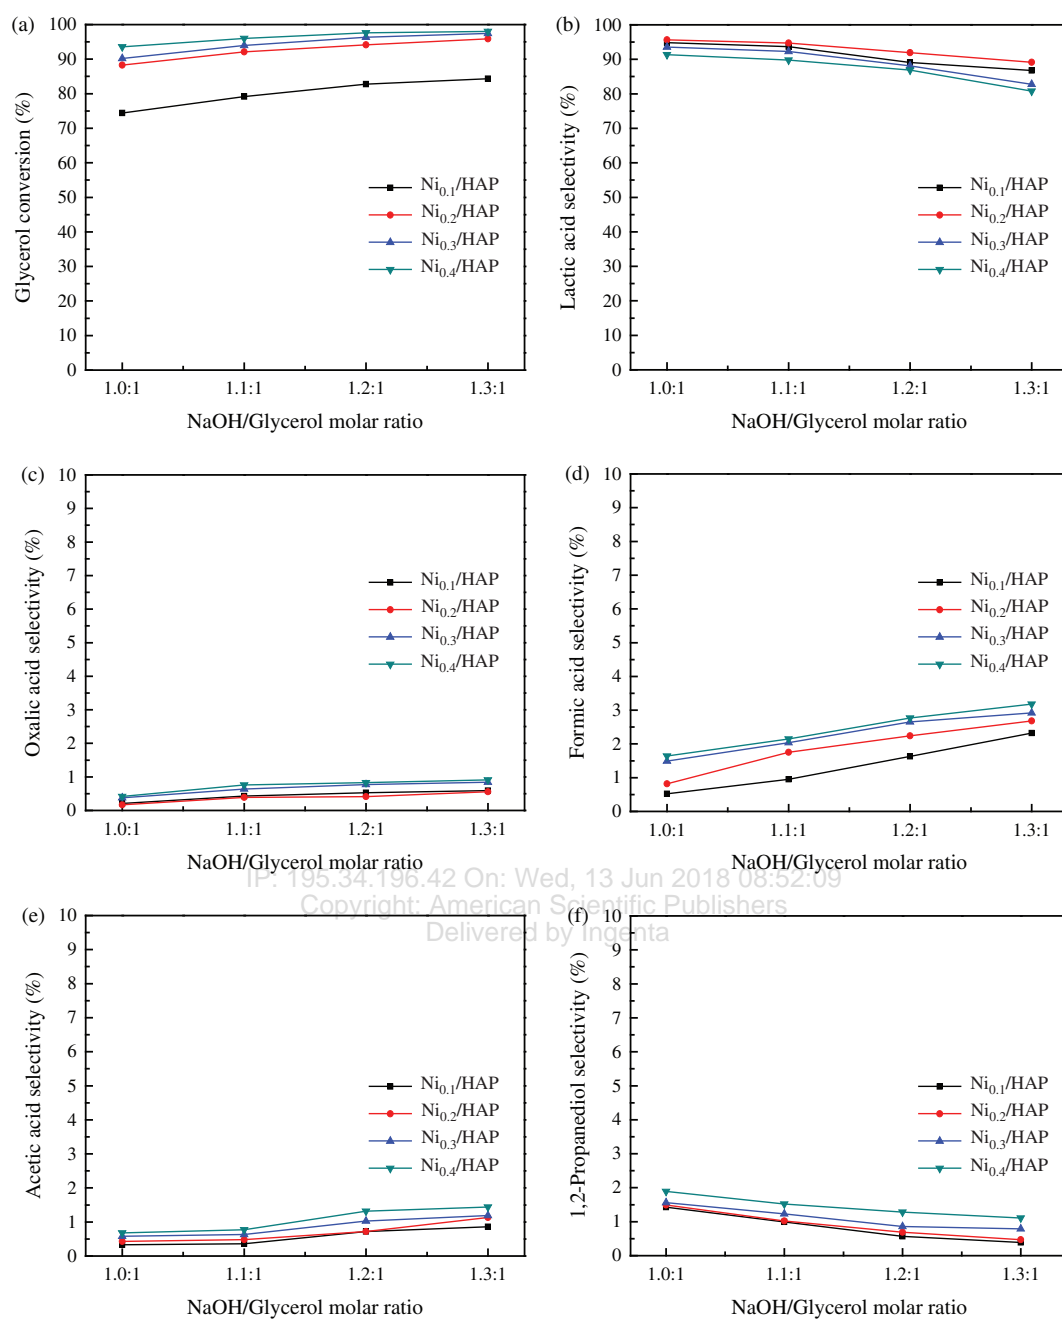 (a)
100
90
80
70
60
50
40
30
20
10
0
Glycerol conversion (%)
Ni0.1/HAP
Ni0.2/HAP
Ni0.3/HAP
Ni0.4/HAP
1.0:1 1.1:1 1.2:1 1.3:1
NaOH/Glycerol molar ratio
(b)
100
90
80
70
60
50
40
30
20
10
0
Lactic acid selectivity (%)
Ni0.1/HAP
Ni0.2/HAP
Ni0.3/HAP
Ni0.4/HAP
1.0:1 1.1:1 1.2:1 1.3:1
NaOH/Glycerol molar ratio
(c)
10
9
8
7
6
5
4
3
2
1
0
Oxalic acid selectivity (%)
Ni0.1/HAP
Ni0.2/HAP
Ni0.3/HAP
Ni0.4/HAP
1.0:1 1.1:1 1.2:1 1.3:1
NaOH/Glycerol molar ratio
(d)
10
9
8
7
6
5
4
3
2
1
0
Formic acid selectivity (%)
Ni0.1/HAP
Ni0.2/HAP
Ni0.3/HAP
Ni0.4/HAP
1.0:1 1.1:1 1.2:1 1.3:1
NaOH/Glycerol molar ratio
IP: 195.34.196.42 On: Wed, 13 Jun 2018 08:52:09
Copyright: American Scientific Publishers
Delivered by Ingenta
(e)
10
9
8
7
6
5
4
3
2
1
0
Acetic acid selectivity (%)
Ni0.1/HAP
Ni0.2/HAP
Ni0.3/HAP
Ni0.4/HAP
1.0:1 1.1:1 1.2:1 1.3:1
NaOH/Glycerol molar ratio
(f)
10
9
8
7
6
5
4
3
2
1
0
1,2-Propanediol selectivity (%)
Ni0.1/HAP
Ni0.2/HAP
Ni0.3/HAP
Ni0.4/HAP
1.0:1 1.1:1 1.2:1 1.3:1
NaOH/Glycerol molar ratio